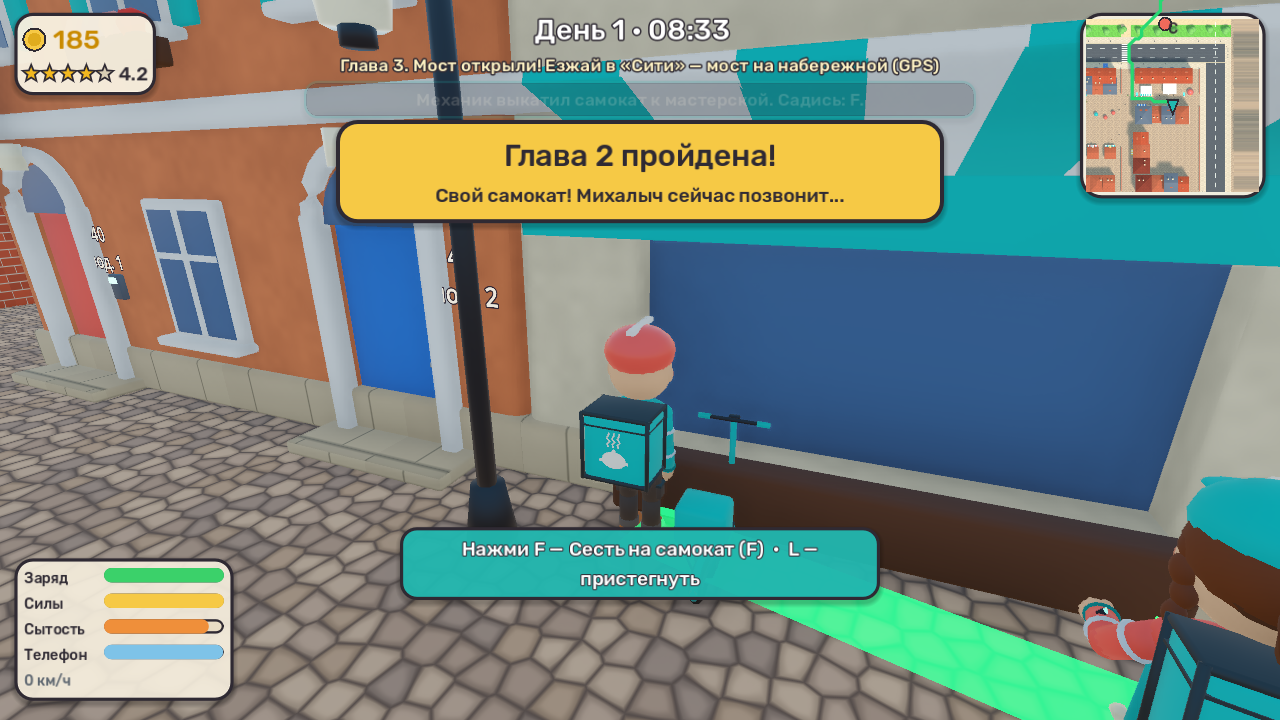 185
4.2
День 1 • 08:33
Глава 3. Мост открыли! Езжай в «Сити» — мост на набережной (GPS)
Механик выкатил самокат к мастерской. Садись: F.
Глава 2 пройдена!
Свой самокат! Михалыч сейчас позвонит...
40
2
Нажми F — Сесть на самокат (F) • L —
пристегнуть
Заряд
Силы
Сытость
Телефон
0 км/ч